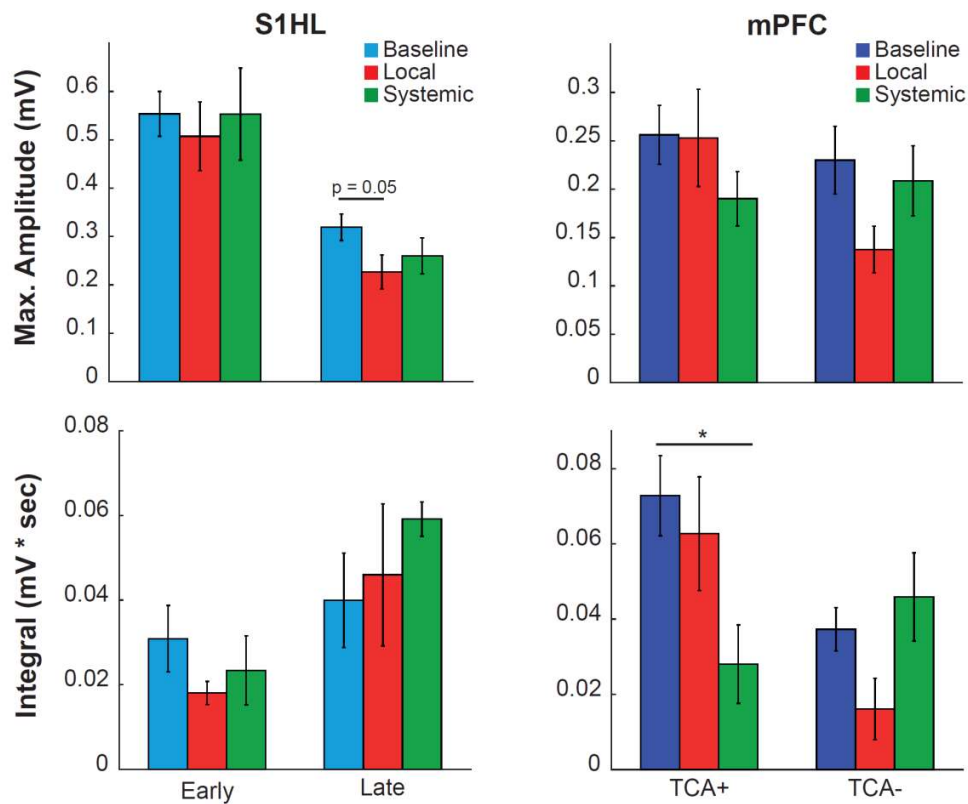 S1HL
Baseline
Local
Systemic
Max. Amplitude (mV)
0.6
0.5
0.4
0.3
0.2
0.1
0
p = 0.05
mPFC
Baseline
Local
Systemic
0.3
0.25
0.2
0.15
0.1
0.05
0
Integral (mV * sec)
0.08
0.06
0.04
0.02
0
Early
Late
*
0.08
0.06
0.04
0.02
0
TCA+
TCA-